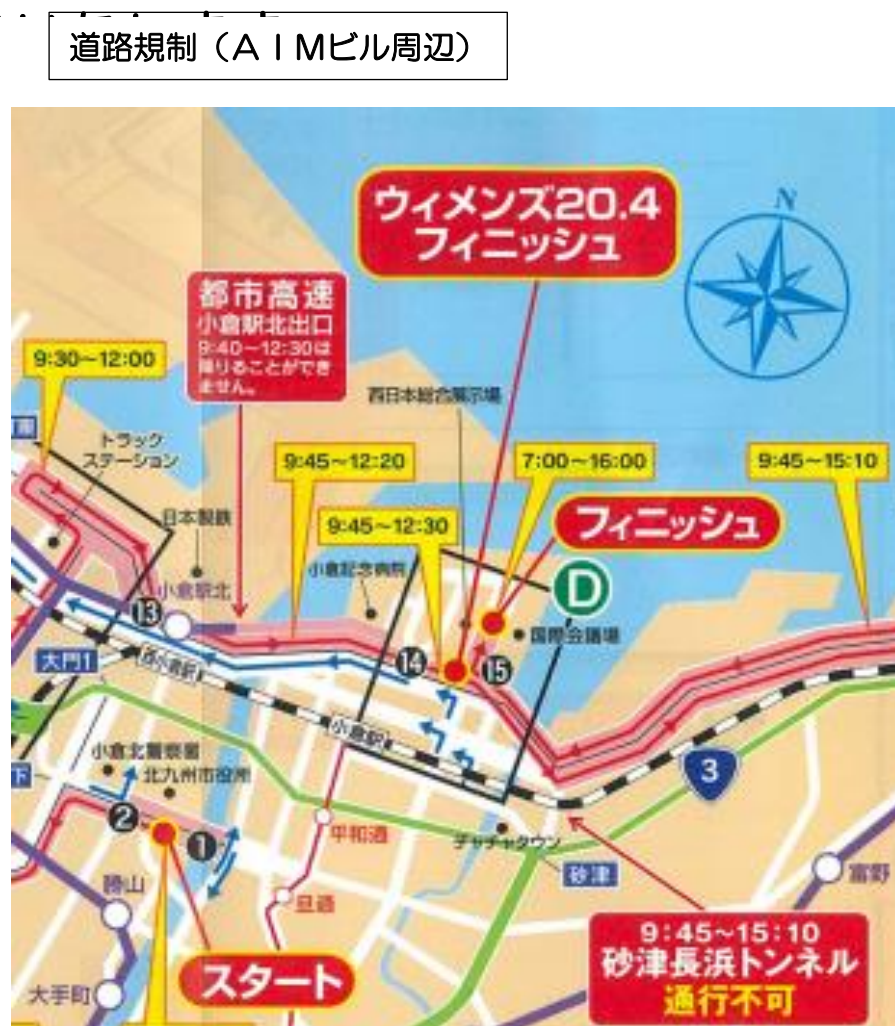 道路規制（ＡＩＭビル周辺）
N
ウィメンズ20.4
フィニッシュ
都市高速
小倉駅北出口
9:40～12:30は
降りることができ
ません。
9:30～12:00
西日本総合展示場
トラック
ステーション
9:45～12:20
7:00～16:00
9:45～15:10
9:45～12:30
フィニッシュ
日本製鉄
小倉記念病院
D
小倉駅北
13
国際会議場
14
15
大門1
西小倉駅
小倉駅
3
小倉北警察署
北九州市役所
下
2
1
平和通
チャチャタウン
砂津
富野
勝山
旦過
9:45～15:10
砂津長浜トンネル
通行不可
スタート
大手町